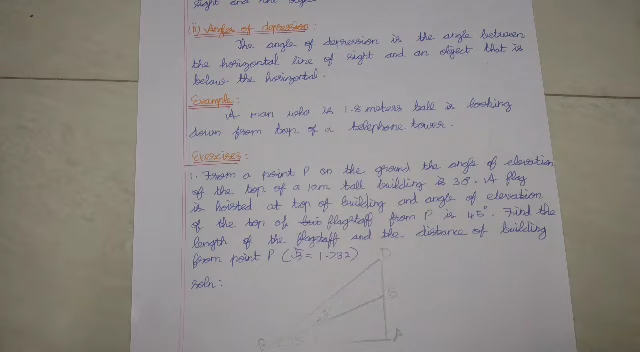 sight and the object
(ii) Angles of depression:
The angle of depression is the angle between
the horizontal line of sight and an object that is
below the horizontal.
Example:
A man who is 1.8 meters tall is looking
down from top of a telephone tower.
Exercises:
1. From a point P on the ground the angle of elevation
of the top of a 10m tall building is 30°. A flag
is hoisted at top of building and angle of elevation
of the top of flagstaff from P is 45°. Find the
length of the flagstaff and the distance of building
from point P (√3 = 1.732)
Soln:
D
B
A